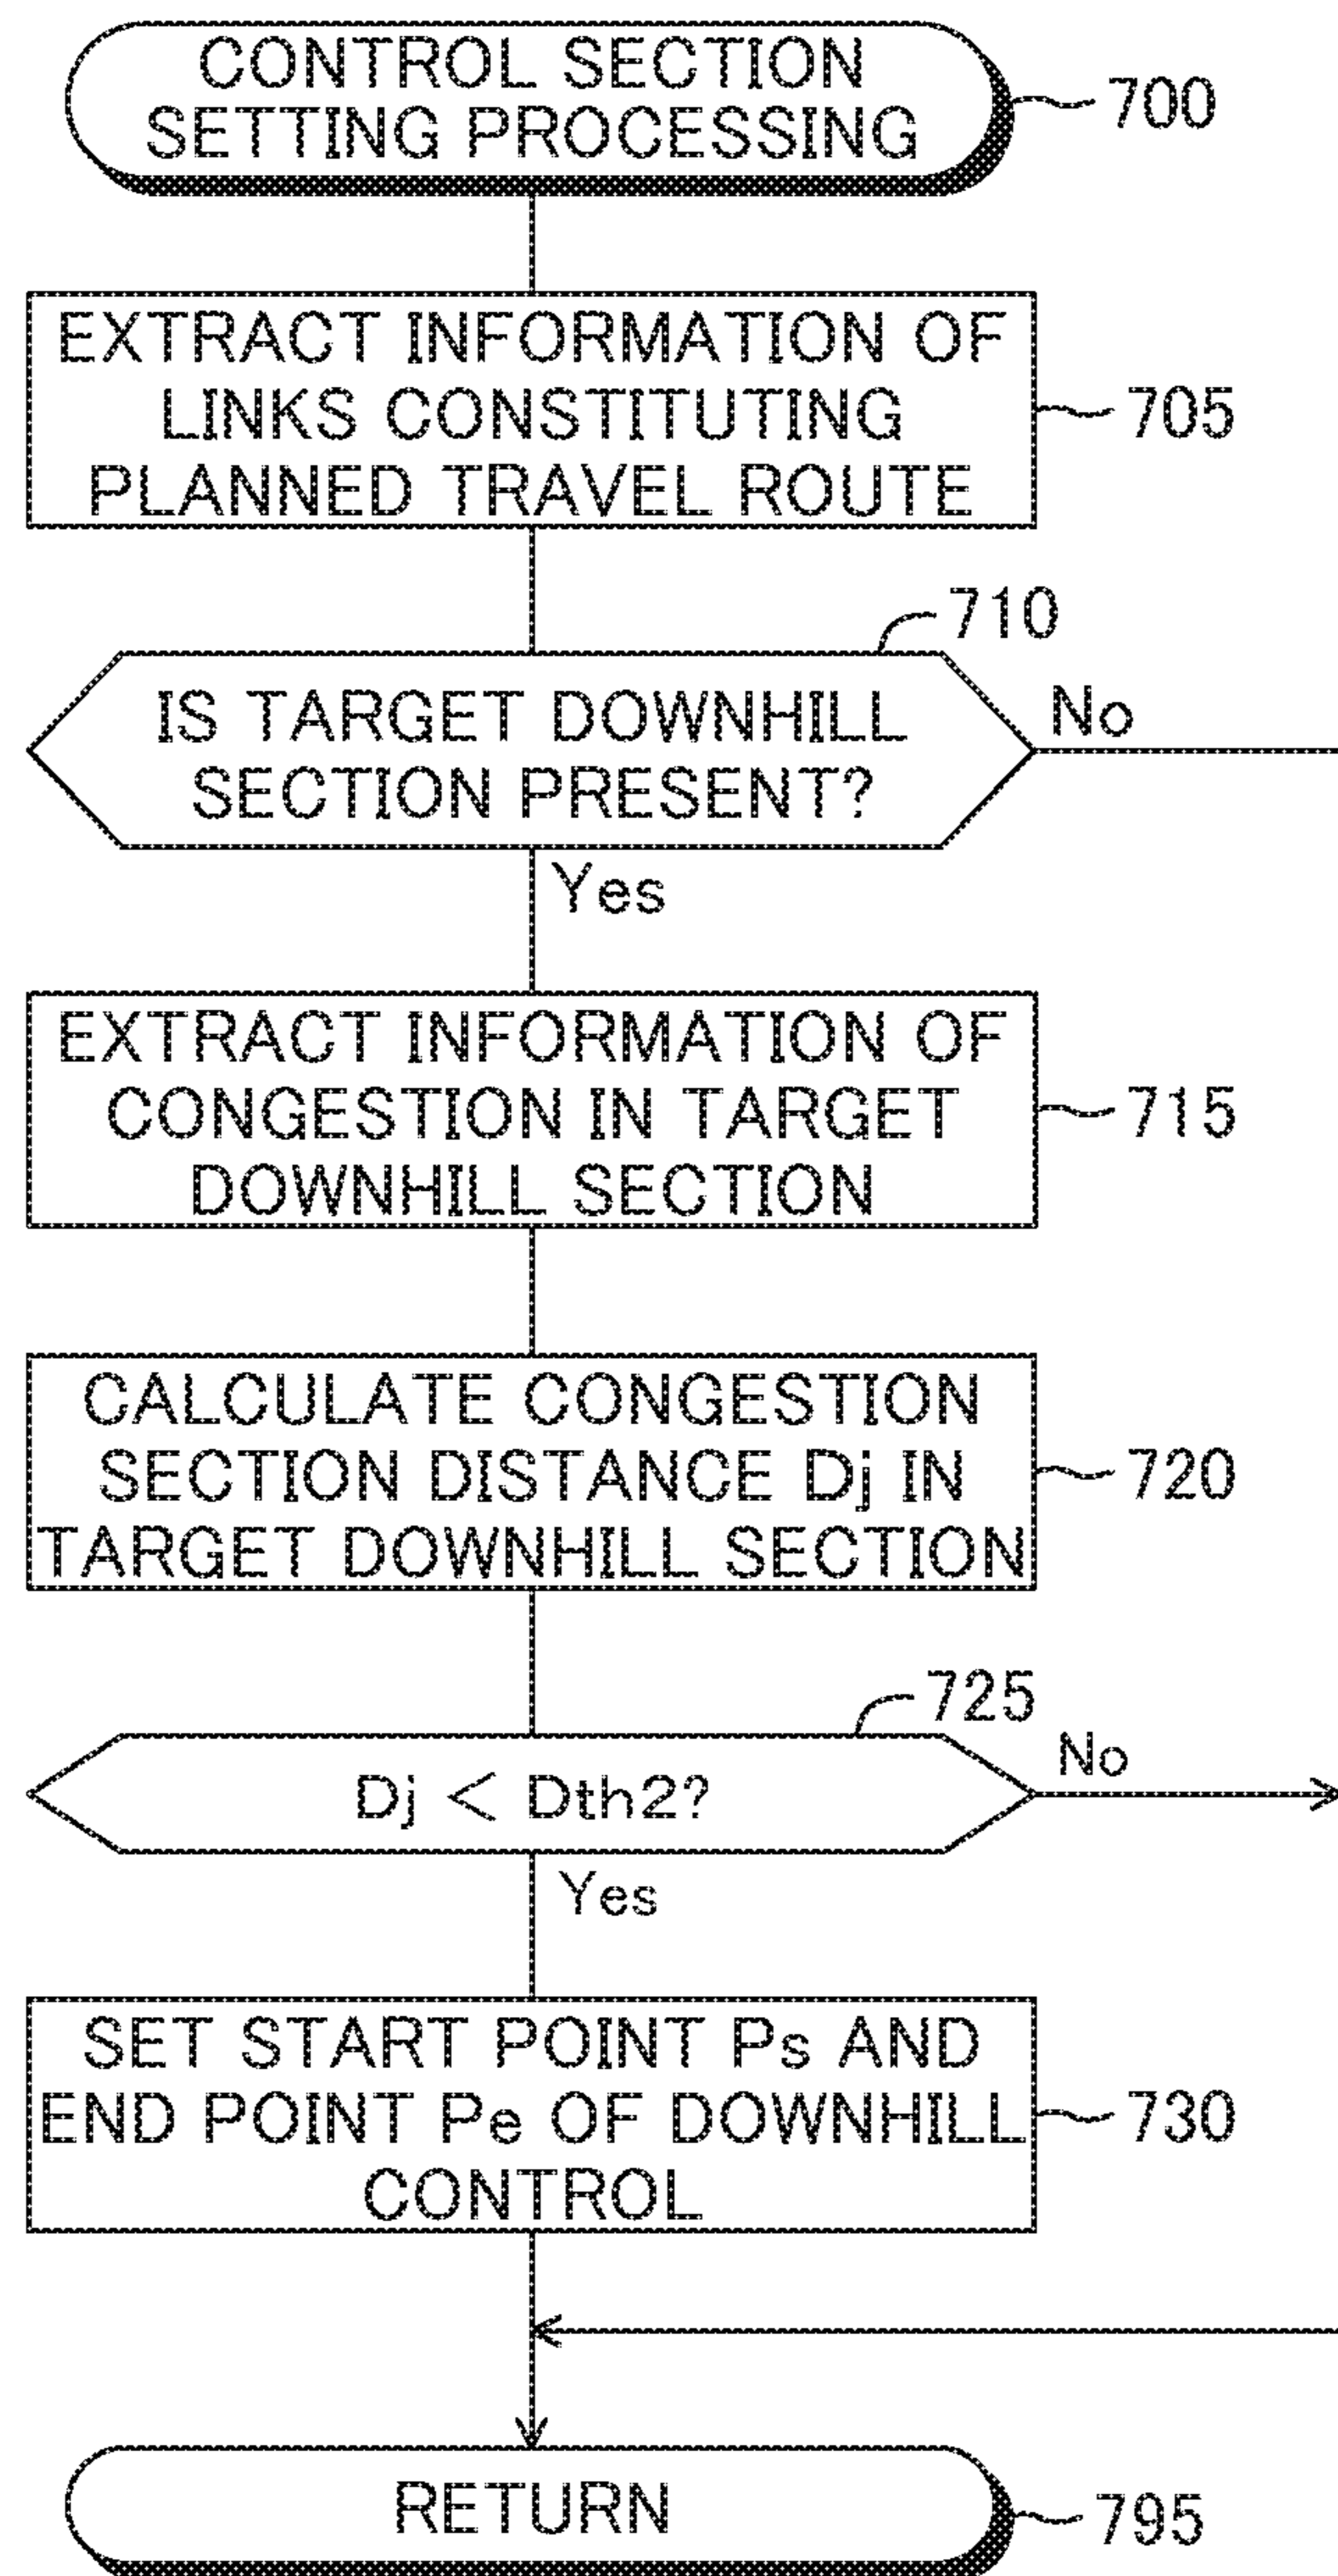 CONTROL SECTION
SETTING PROCESSING
700
EXTRACT INFORMATION OF
LINKS CONSTITUTING
PLANNED TRAVEL ROUTE
705
710
IS TARGET DOWNHILL
SECTION PRESENT?
No
Yes
EXTRACT INFORMATION OF
CONGESTION IN TARGET
DOWNHILL SECTION
715
CALCULATE CONGESTION
SECTION DISTANCE Dj IN
TARGET DOWNHILL SECTION
720
725
Dj < Dth2?
No
Yes
SET START POINT Ps AND
END POINT Pe OF DOWNHILL
CONTROL
730
RETURN
795